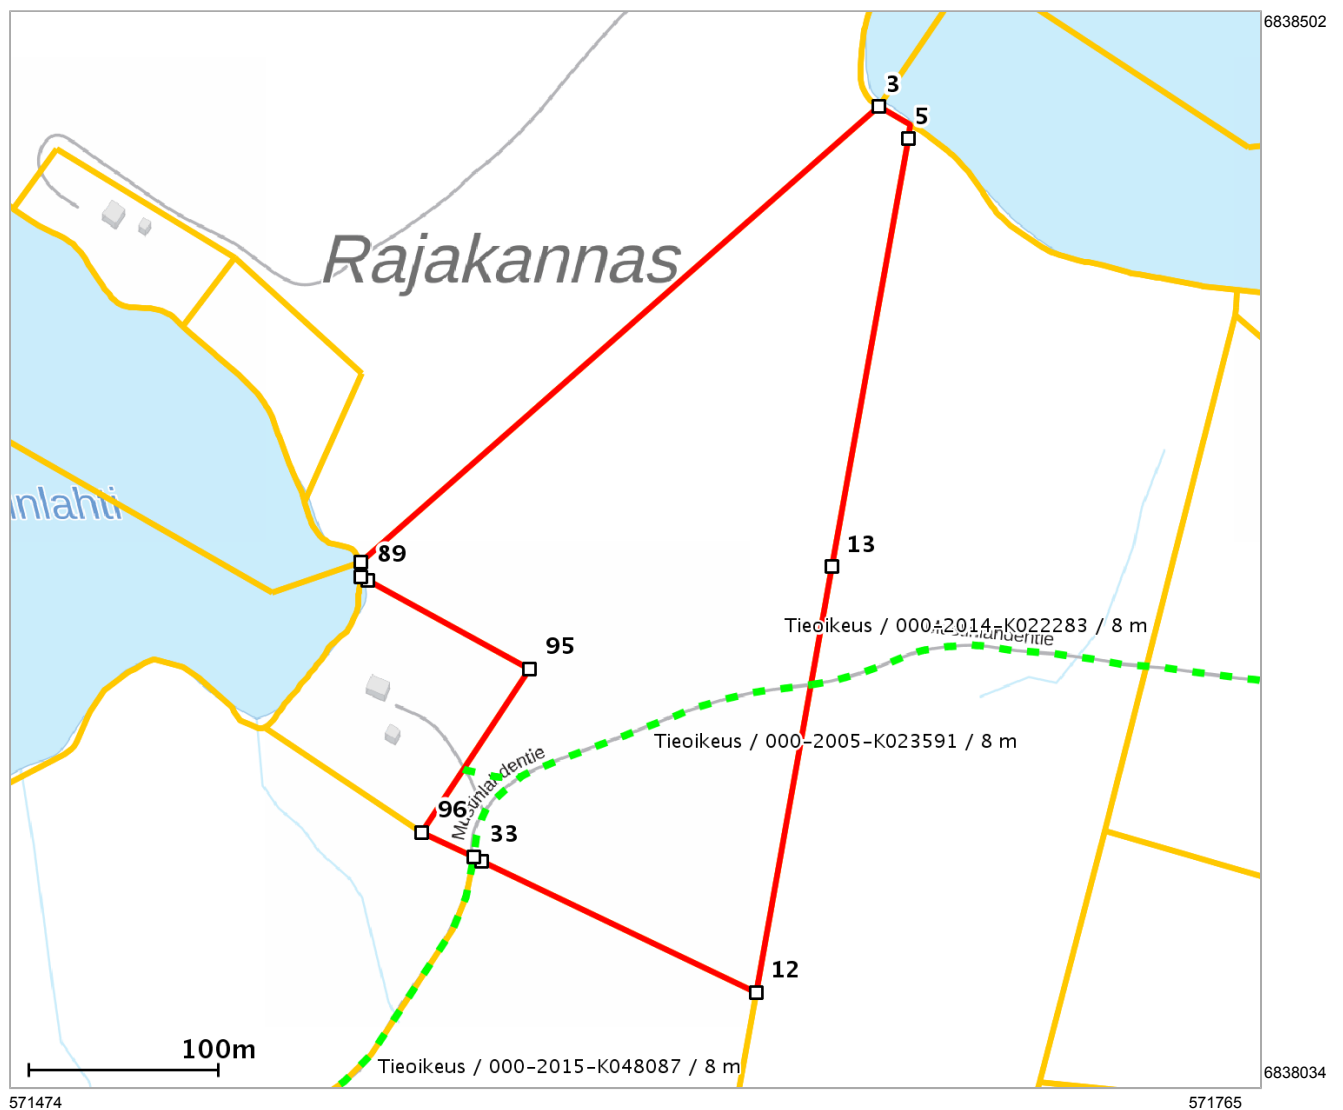 6838502
3
5
Rajakannas
nlahti
89
13
Tieoikeus / 000-2014-K022283 / 8 m
95
Tieoikeus / 000-2005-K023591 / 8 m
96
33
12
100m
Tieoikeus / 000-2015-K048087 / 8 m
6838034
571474
571765